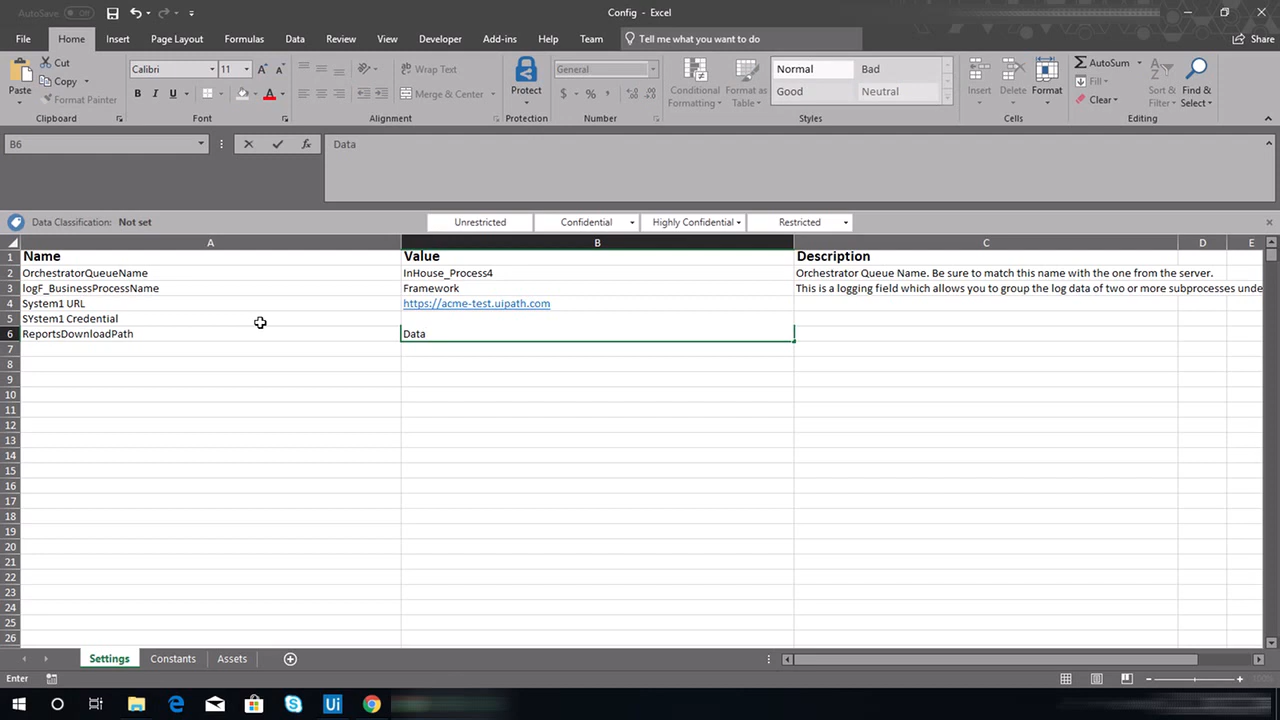 AutoSave Off
Config - Excel
File Home Insert Page Layout Formulas Data Review View Developer Add-ins Help Team Tell me what you want to do Share
Paste
Cut
Copy
Format Painter
Clipboard
Calibri 11
B I U
Font
Wrap Text
Merge & Center
Alignment
Protect
Protection
General
$ % ,
Number
Conditional Formatting
Format as Table
Normal Bad
Good Neutral
Styles
Insert Delete Format
Cells
AutoSum
Fill
Clear
Sort & Filter
Find & Select
Editing
B6 fx Data
Data Classification: Not set Unrestricted Confidential Highly Confidential Restricted
A B C D E
1 Name Value Description
2 OrchestratorQueueName InHouse_Process4 Orchestrator Queue Name. Be sure to match this name with the one from the server.
3 logF_BusinessProcessName Framework This is a logging field which allows you to group the log data of two or more subprocesses unde
4 System1 URL https://acme-test.uipath.com
5 SYstem1 Credential
6 ReportsDownloadPath Data
7
8
9
10
11
12
13
14
15
16
17
18
19
20
21
22
23
24
25
26
Settings Constants Assets
Enter 100%
Ui